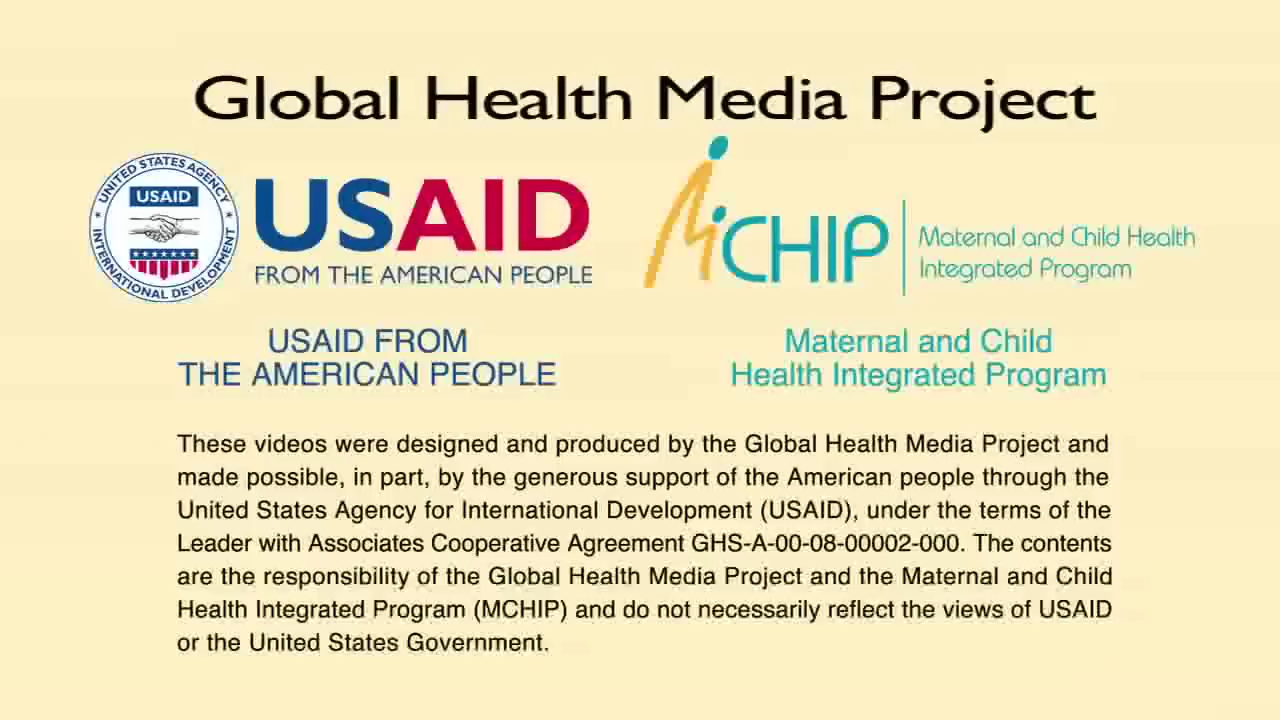 Global Health Media Project
UNITED STATES AGENCY
USAID
INTERNATIONAL DEVELOPMENT
USAID
FROM THE AMERICAN PEOPLE
MCHIP
Maternal and Child Health
Integrated Program
USAID FROM
THE AMERICAN PEOPLE
Maternal and Child
Health Integrated Program
These videos were designed and produced by the Global Health Media Project and
made possible, in part, by the generous support of the American people through the
United States Agency for International Development (USAID), under the terms of the
Leader with Associates Cooperative Agreement GHS-A-00-08-00002-000. The contents
are the responsibility of the Global Health Media Project and the Maternal and Child
Health Integrated Program (MCHIP) and do not necessarily reflect the views of USAID
or the United States Government.